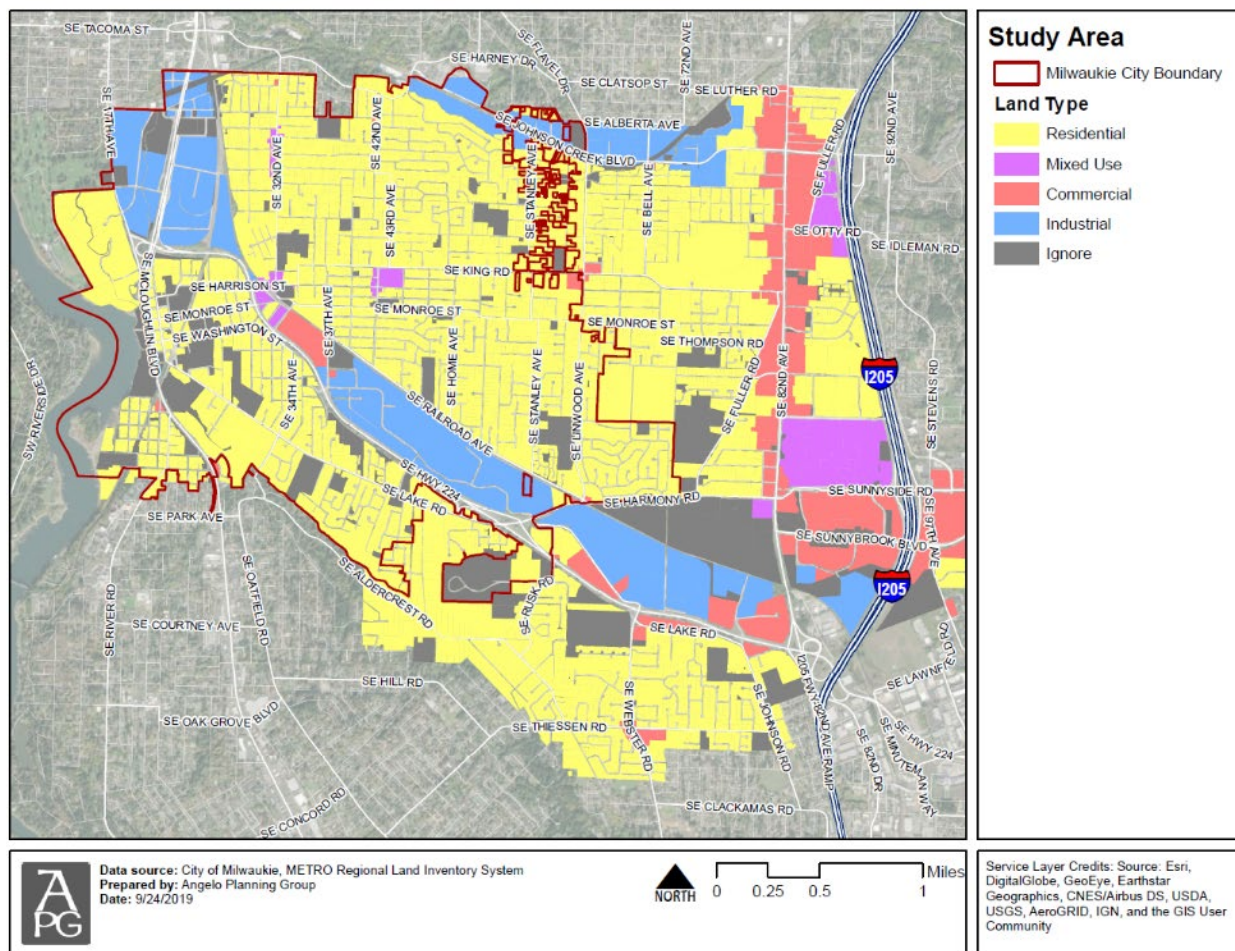 SE TACOMA ST
SE FLAVEL DR
SE 72ND AVE
SE HARNEY DR
SE CLATSOP ST
SE LUTHER RD
SE 92ND AVE
SE 17TH AVE
SE ALBERTA AVE
SE JOHNSON CREEK BLVD
SE 42ND AVE
SE 32ND AVE
SE FULLER RD
SE STANLEY AVE
SE BELL AVE
SE 43RD AVE
SE OTTY RD
SE IDLEMAN RD
SE KING RD
SE MCLOUGHLIN BLVD
SE HARRISON ST
SE MONROE ST
SE MONROE ST
SE MONROE ST
SE WASHINGTON ST
SE 37TH AVE
SE THOMPSON RD
SW RIVERSIDE DR
SE 34TH AVE
SE HOME AVE
SE STANLEY AVE
SE LINWOOD AVE
SE FULLER RD
SE 82ND AVE
I205
SE STEVENS RD
SE RAILROAD AVE
SE HWY 224
SE LAKE RD
SE HARMONY RD
SE SUNNYSIDE RD
SE PARK AVE
SE SUNNYBROOK BLVD
SE 97TH AVE
SE OATFIELD RD
SE ALDERCREST RD
SE RUSK RD
I205
SE RIVER RD
SE COURTNEY AVE
SE LAKE RD
SE LAWNFIELD RD
SE HILL RD
SE OAK GROVE BLVD
SE THIESSEN RD
SE WEBSTER RD
SE JOHNSON RD
I205 FWY-82ND AVE RAMP
SE 82ND DR
SE HWY 224
SE MINUTEMAN WAY
SE CONCORD RD
SE CLACKAMAS RD
Study Area
Milwaukie City Boundary
Land Type
Residential
Mixed Use
Commercial
Industrial
Ignore
APG
Data source: City of Milwaukie, METRO Regional Land Inventory System
Prepared by: Angelo Planning Group
Date: 9/24/2019
NORTH
0 0.25 0.5 1 Miles
Service Layer Credits: Source: Esri,
DigitalGlobe, GeoEye, Earthstar
Geographics, CNES/Airbus DS, USDA,
USGS, AeroGRID, IGN, and the GIS User
Community